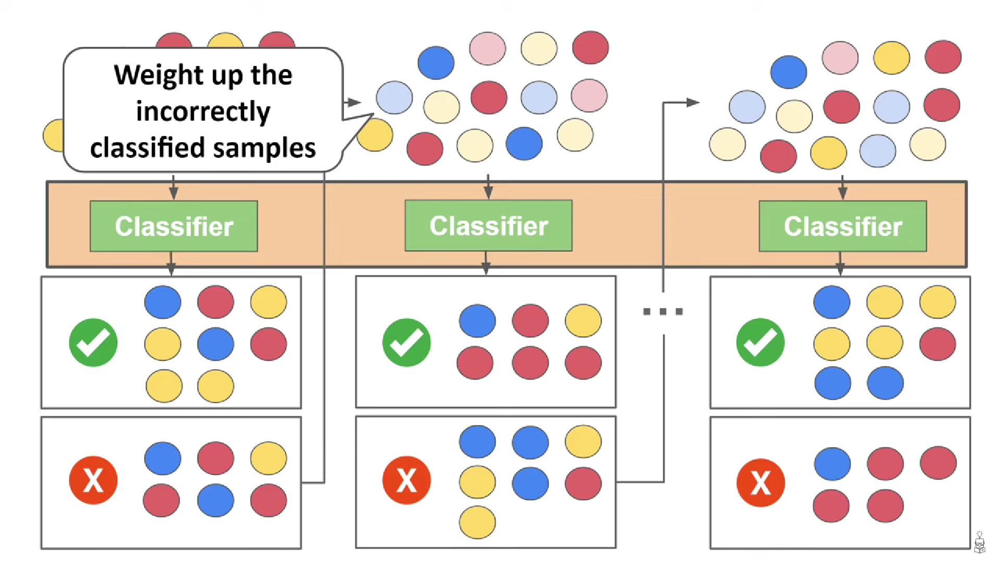 Weight up the
incorrectly
classified samples
Classifier
Classifier
Classifier
X
X
X